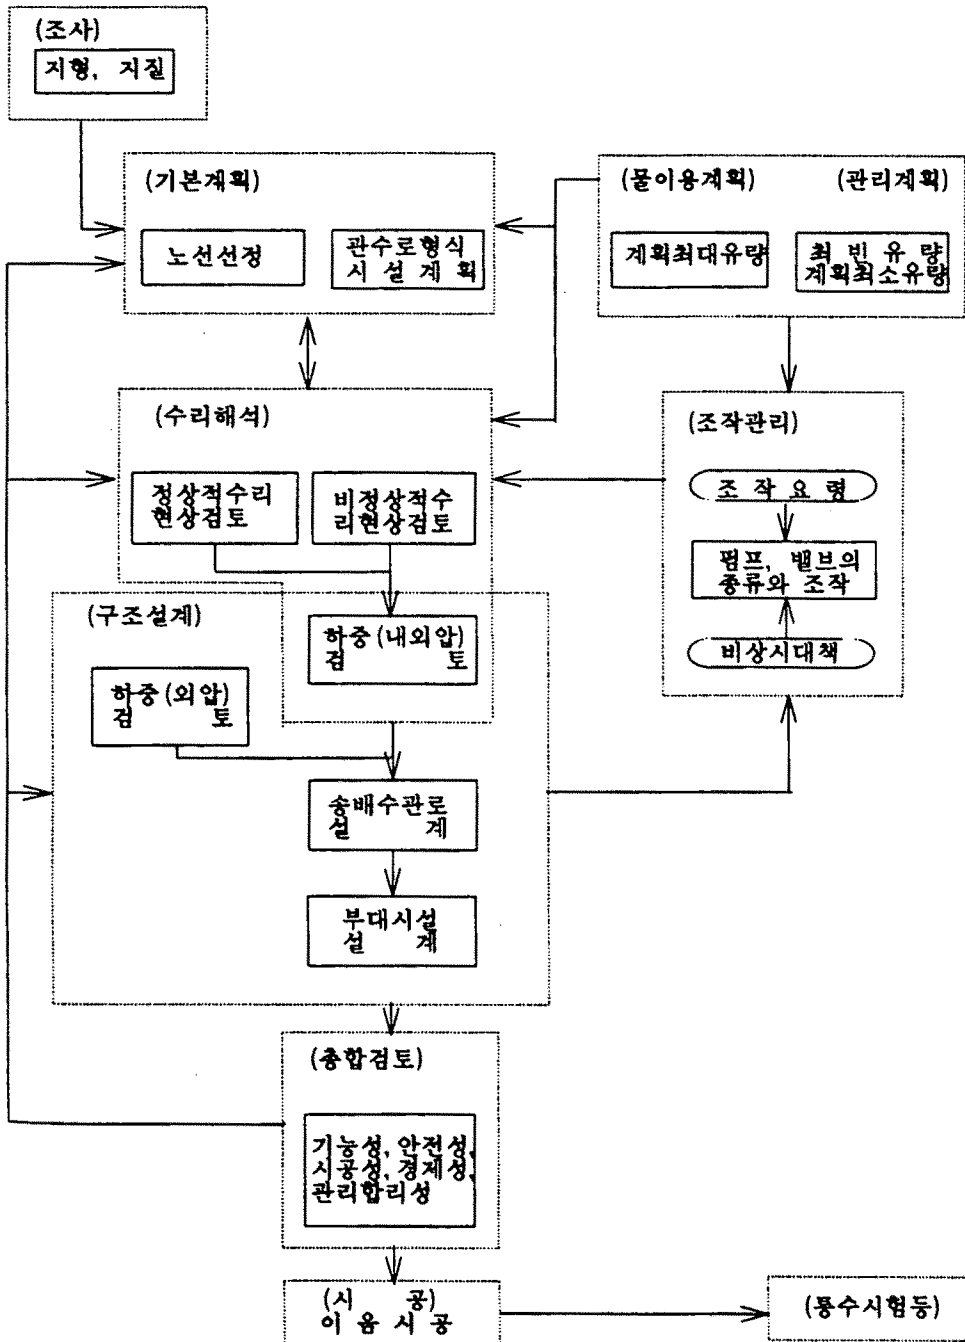 (조사)
지형, 지질
(기본계획)
노선선정
관수로형식
시 설 계 획
(물이용계획)
(관리계획)
계획최대유량
최 빈 유 량
계획최소유량
(수리해석)
정상적수리
현상검토
비정상적수
리현상검토
(조작관리)
조 작 요 령
펌프, 밸브의
종류와 조작
비상시대책
(구조설계)
하중(내외압)
검 토
하중(외압)
검 토
송배수관로
설 계
부대시설
설 계
(총합검토)
기능성, 안전성,
시공성, 경제성,
관리합리성
(시 공)
이 음 시 공
(통수시험등)